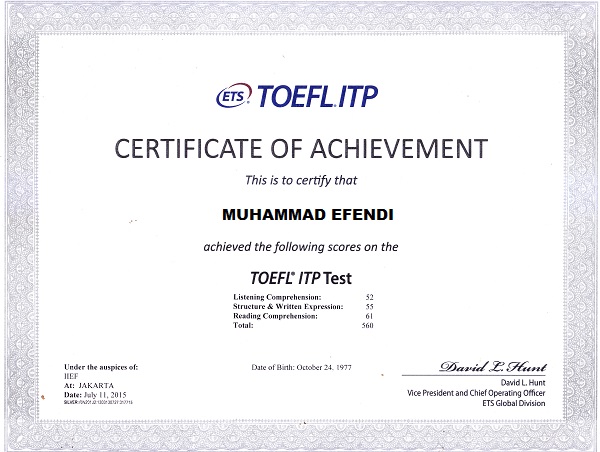 ETS® TOEFL.ITP
CERTIFICATE OF ACHIEVEMENT
This is to certify that
MUHAMMAD EFENDI
achieved the following scores on the
TOEFL® ITP Test
Listening Comprehension: 52
Structure & Written Expression: 55
Reading Comprehension: 61
Total: 560
Under the auspices of:
IIEF
At: JAKARTA
Date: July 11, 2015
Date of Birth: October 24, 1977
David L. Hunt
David L. Hunt
Vice President and Chief Operating Officer
ETS Global Division